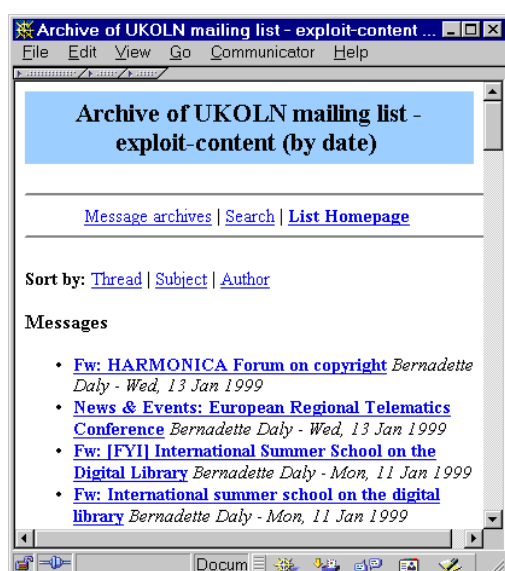 Archive of UKOLN mailing list - exploit-content ...
File Edit View Go Communicator Help
Archive of UKOLN mailing list -
exploit-content (by date)
Message archives | Search | List Homepage
Sort by: Thread | Subject | Author
Messages
• Fw: HARMONICA Forum on copyright Bernadette
Daly - Wed, 13 Jan 1999
• News & Events: European Regional Telematics
Conference Bernadette Daly - Wed, 13 Jan 1999
• Fw: [FYI] International Summer School on the
Digital Library Bernadette Daly - Mon, 11 Jan 1999
• Fw: International summer school on the digital
library Bernadette Daly - Mon, 11 Jan 1999
Docum